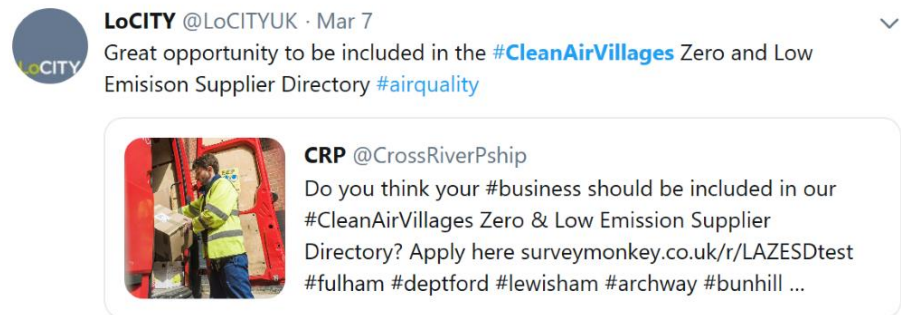 LoCITY @LoCITYUK · Mar 7
Great opportunity to be included in the #CleanAirVillages Zero and Low
Emisison Supplier Directory #airquality
LoCITY
CRP @CrossRiverPship
Do you think your #business should be included in our
#CleanAirVillages Zero & Low Emission Supplier
Directory? Apply here surveymonkey.co.uk/r/LAZESDtest
#fulham #deptford #lewisham #archway #bunhill ...